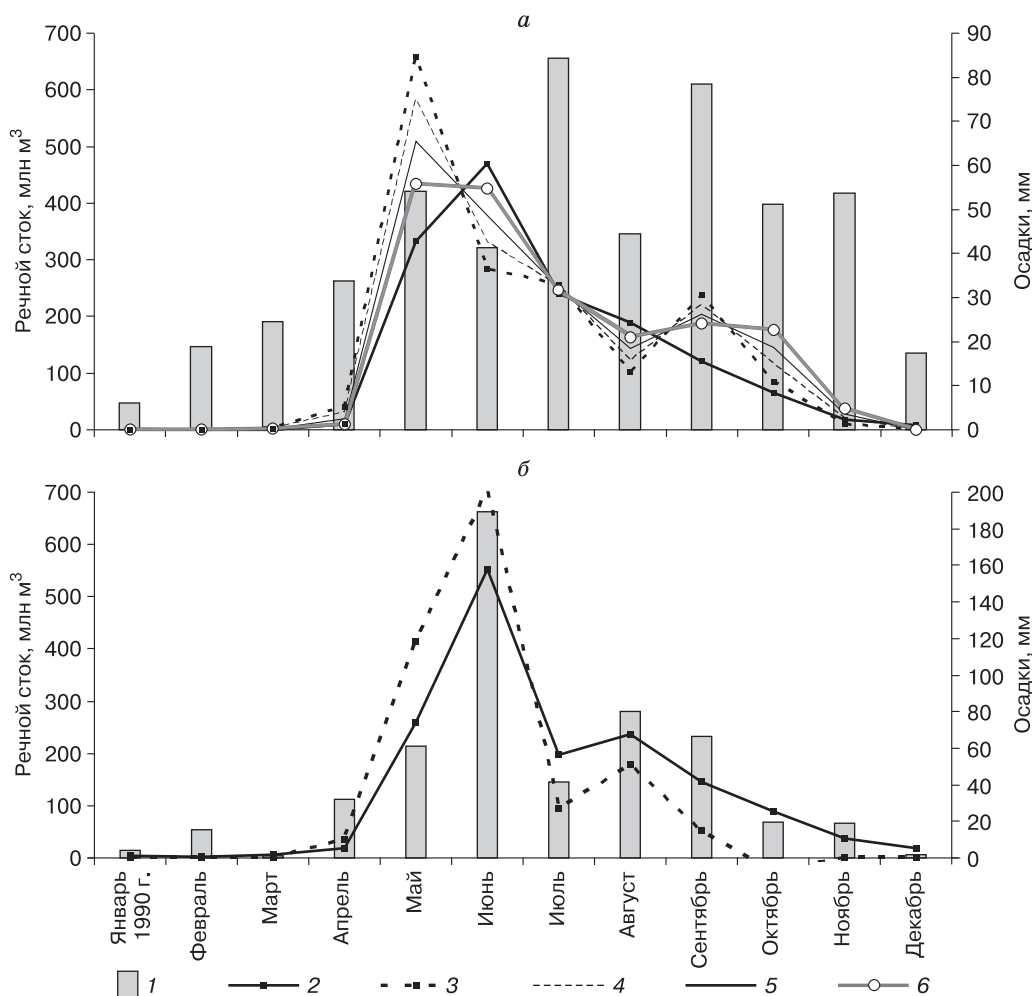 а
700
600
500
400
300
200
100
0
Речной сток, млн м³
90
80
70
60
50
40
30
20
10
0
Осадки, мм
б
700
600
500
400
300
200
100
0
Речной сток, млн м³
200
180
160
140
120
100
80
60
40
20
0
Осадки, мм
Январь
1990 г.
Февраль
Март
Апрель
Май
Июнь
Июль
Август
Сентябрь
Октябрь
Ноябрь
Декабрь
1 2 3 4 5 6